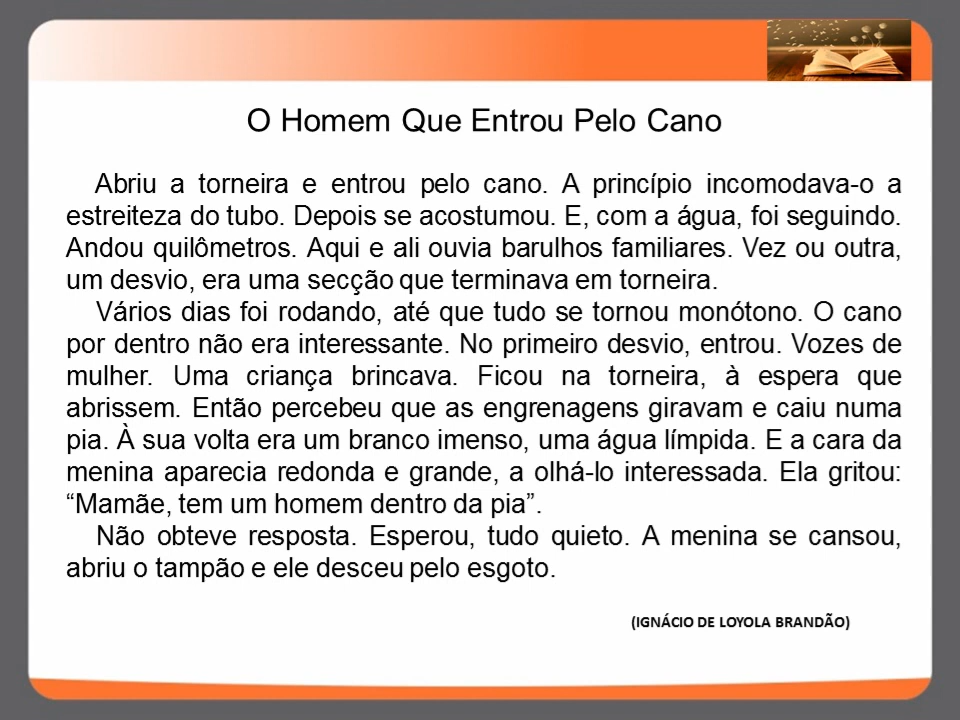 O Homem Que Entrou Pelo Cano
Abriu a torneira e entrou pelo cano. A princípio incomodava-o a
estreiteza do tubo. Depois se acostumou. E, com a água, foi seguindo.
Andou quilômetros. Aqui e ali ouvia barulhos familiares. Vez ou outra,
um desvio, era uma secção que terminava em torneira.
Vários dias foi rodando, até que tudo se tornou monótono. O cano
por dentro não era interessante. No primeiro desvio, entrou. Vozes de
mulher. Uma criança brincava. Ficou na torneira, à espera que
abrissem. Então percebeu que as engrenagens giravam e caiu numa
pia. À sua volta era um branco imenso, uma água límpida. E a cara da
menina aparecia redonda e grande, a olhá-lo interessada. Ela gritou:
“Mamãe, tem um homem dentro da pia”.
Não obteve resposta. Esperou, tudo quieto. A menina se cansou,
abriu o tampão e ele desceu pelo esgoto.
(IGNÁCIO DE LOYOLA BRANDÃO)